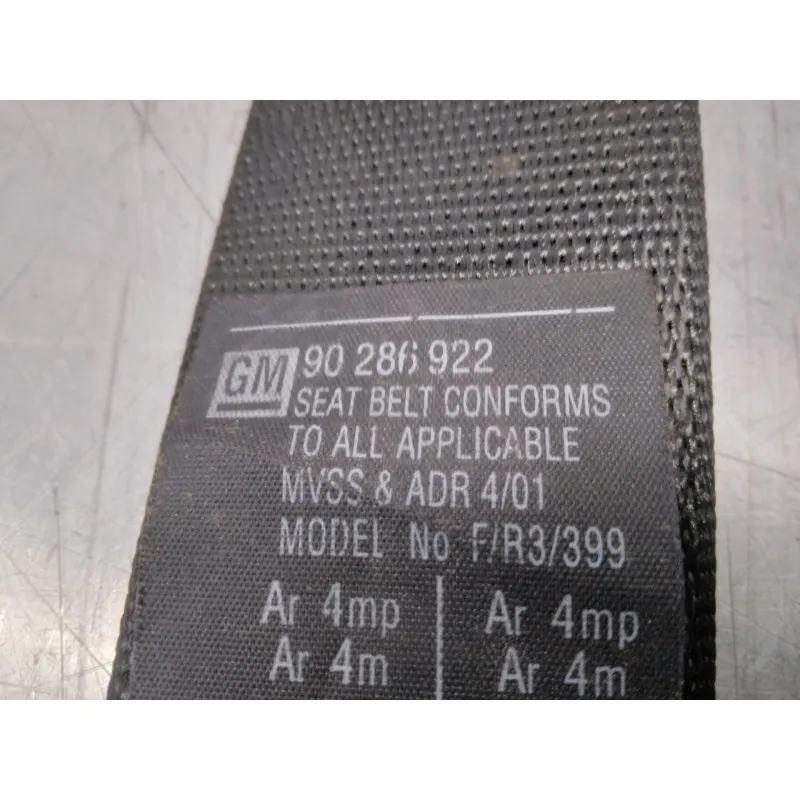 GM 90 286 922
SEAT BELT CONFORMS
TO ALL APPLICABLE
MVSS & ADR 4/01
MODEL No F/R3/399
Ar 4mp Ar 4mp
Ar 4m Ar 4m